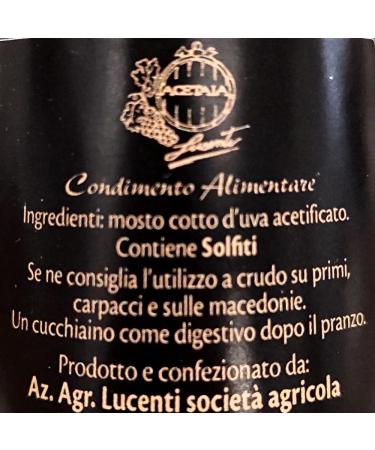 ACETAIA
Lucenti
Condimento Alimentare
Ingredienti: mosto cotto d'uva acetificato.
Contiene Solfiti
Se ne consiglia l'utilizzo a crudo su primi,
carpacci e sulle macedonie.
Un cucchiaino come digestivo dopo il pranzo.
Prodotto e confezionato da:
Az. Agr. Lucenti società agricola